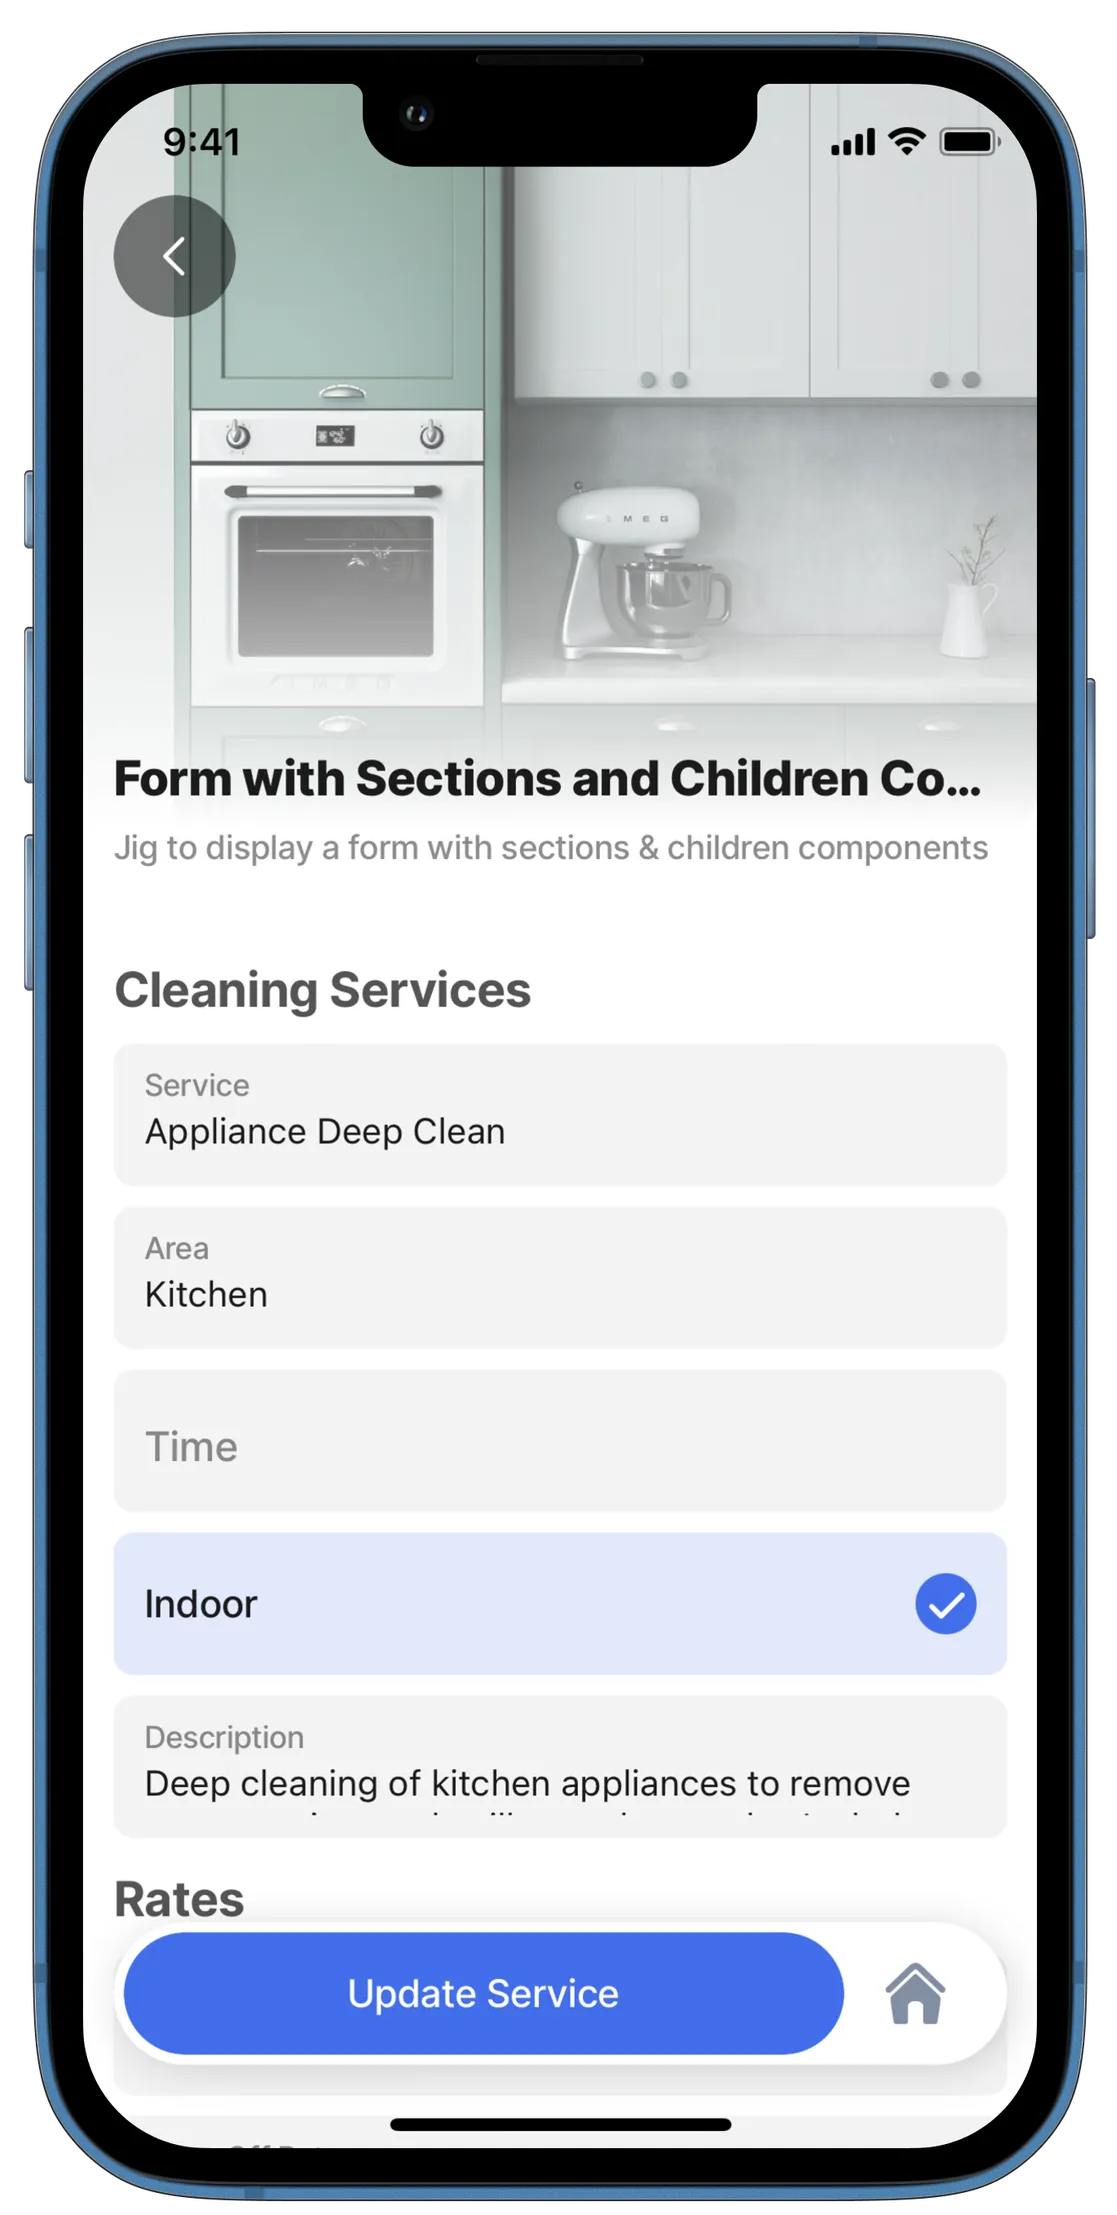 9:41
SMEG
Form with Sections and Children Co...
Jig to display a form with sections & children components
Cleaning Services
Service
Appliance Deep Clean
Area
Kitchen
Time
Indoor
Description
Deep cleaning of kitchen appliances to remove
Rates
Update Service